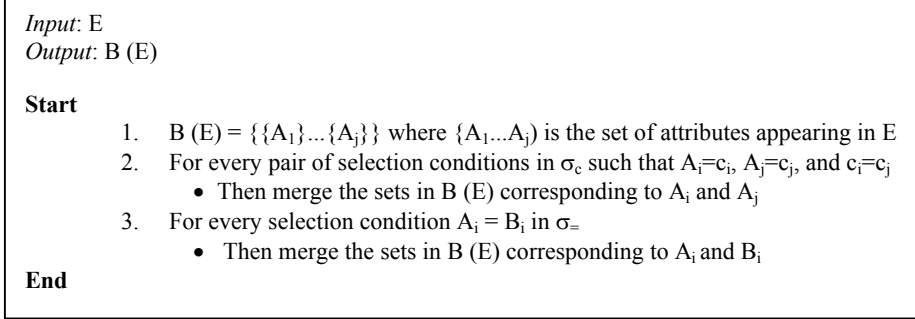 Input: E
Output: B (E)
Start
1. B (E) = {{A₁}...{Aⱼ}} where {A₁...Aⱼ) is the set of attributes appearing in E
2. For every pair of selection conditions in σ_c such that Aᵢ=cᵢ, Aⱼ=cⱼ, and cᵢ=cⱼ
• Then merge the sets in B (E) corresponding to Aᵢ and Aⱼ
3. For every selection condition Aᵢ = Bᵢ in σ₌
• Then merge the sets in B (E) corresponding to Aᵢ and Bᵢ
End